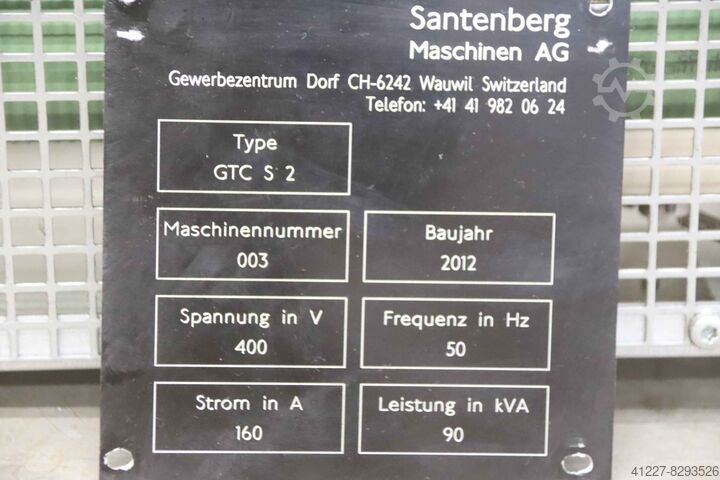 Santenberg
Maschinen AG
Gewerbezentrum Dorf CH-6242 Wauwil Switzerland
Telefon: +41 41 982 06 24
Type
GTC S 2
Maschinennummer
003
Baujahr
2012
Spannung in V
400
Frequenz in Hz
50
Strom in A
160
Leistung in kVA
90
41227-8293526